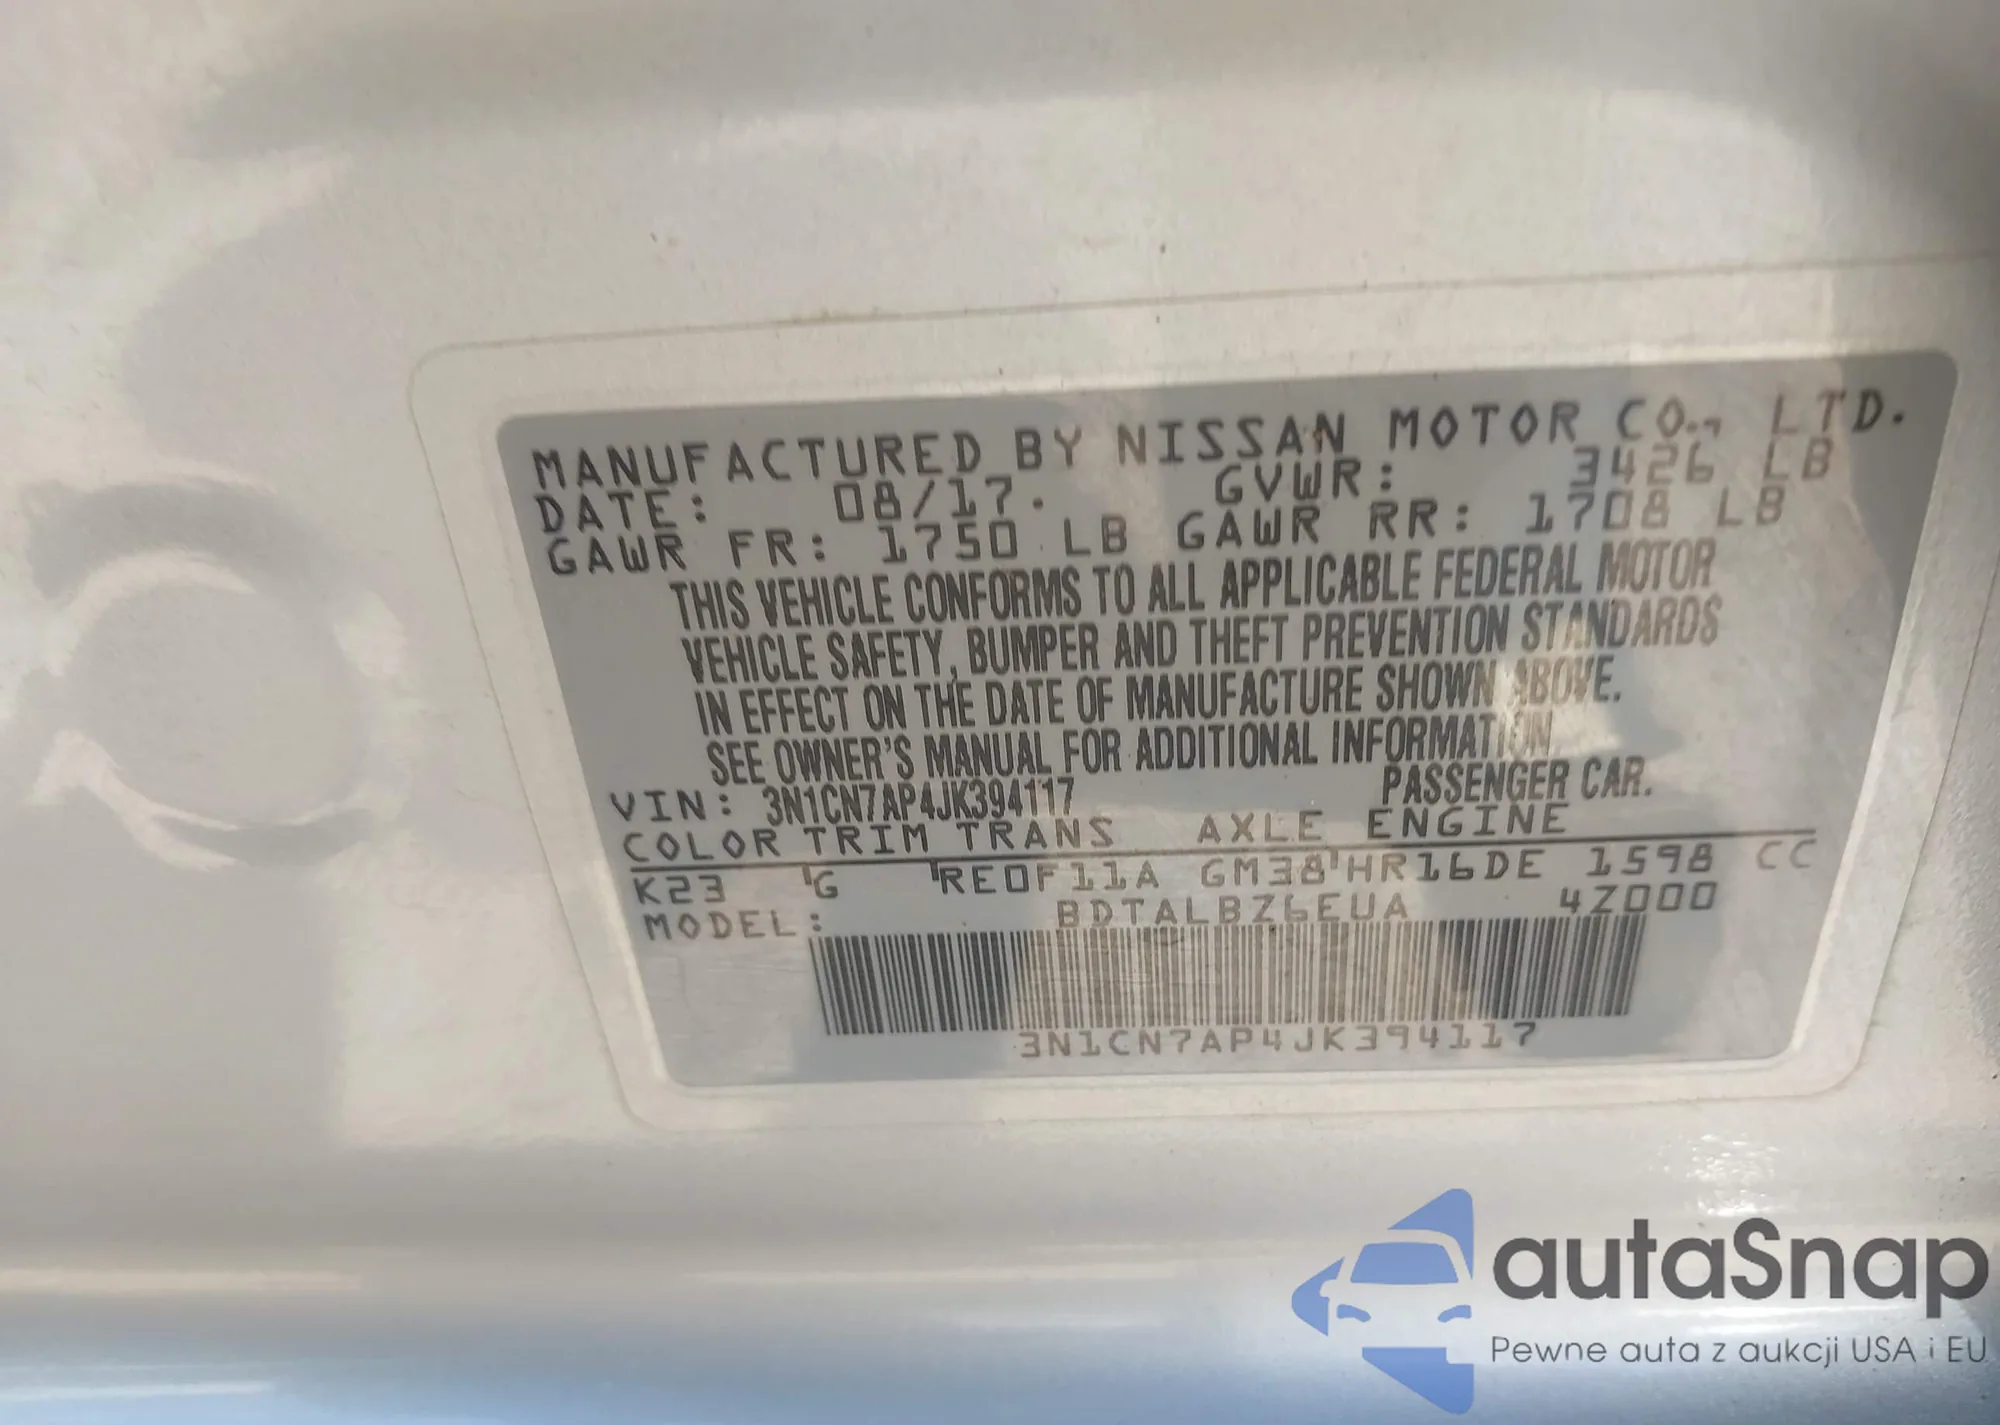 MANUFACTURED BY NISSAN MOTOR CO., LTD.
DATE: 08/17. GVWR: 3426 LB
GAWR FR: 1750 LB GAWR RR: 1708 LB
THIS VEHICLE CONFORMS TO ALL APPLICABLE FEDERAL MOTOR
VEHICLE SAFETY, BUMPER AND THEFT PREVENTION STANDARDS
IN EFFECT ON THE DATE OF MANUFACTURE SHOWN ABOVE.
SEE OWNER'S MANUAL FOR ADDITIONAL INFORMATION
VIN: 3N1CN7AP4JK394117 PASSENGER CAR.
COLOR TRIM TRANS AXLE ENGINE
K23 G RE0F11A GM38 HR16DE 1598 CC
MODEL: BDTALBZ6EUA 4Z000
3N1CN7AP4JK394117
autaSnap
Pewne auta z aukcji USA i EU